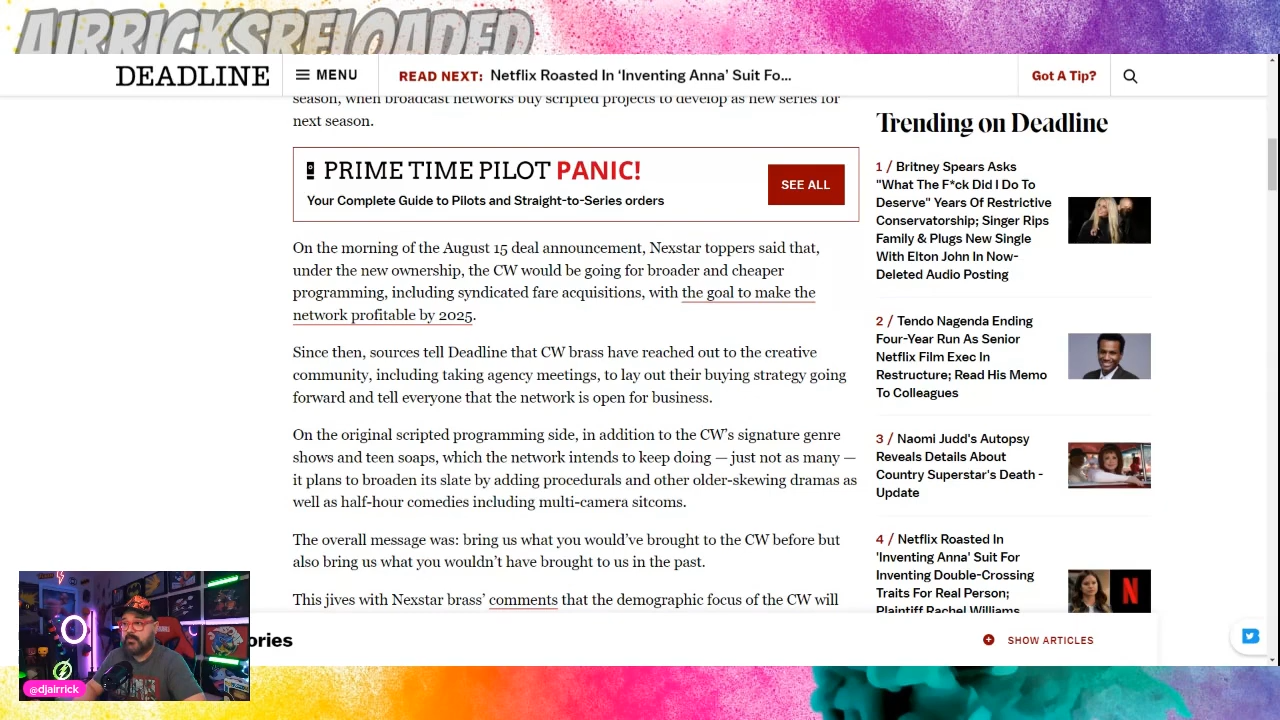 AIRRICKSRELOADED
DEADLINE
MENU
READ NEXT: Netflix Roasted In ‘Inventing Anna’ Suit Fo...
Got A Tip?
season, when broadcast networks buy scripted projects to develop as new series for
next season.
PRIME TIME PILOT PANIC!
Your Complete Guide to Pilots and Straight-to-Series orders
SEE ALL
On the morning of the August 15 deal announcement, Nexstar toppers said that,
under the new ownership, the CW would be going for broader and cheaper
programming, including syndicated fare acquisitions, with the goal to make the
network profitable by 2025.
Since then, sources tell Deadline that CW brass have reached out to the creative
community, including taking agency meetings, to lay out their buying strategy going
forward and tell everyone that the network is open for business.
On the original scripted programming side, in addition to the CW’s signature genre
shows and teen soaps, which the network intends to keep doing — just not as many —
it plans to broaden its slate by adding procedurals and other older-skewing dramas as
well as half-hour comedies including multi-camera sitcoms.
The overall message was: bring us what you would’ve brought to the CW before but
also bring us what you wouldn’t have brought to us in the past.
This jives with Nexstar brass’ comments that the demographic focus of the CW will
Trending on Deadline
1 / Britney Spears Asks
"What The F*ck Did I Do To
Deserve" Years Of Restrictive
Conservatorship; Singer Rips
Family & Plugs New Single
With Elton John In Now-
Deleted Audio Posting
2 / Tendo Nagenda Ending
Four-Year Run As Senior
Netflix Film Exec In
Restructure; Read His Memo
To Colleagues
3 / Naomi Judd's Autopsy
Reveals Details About
Country Superstar's Death -
Update
4 / Netflix Roasted In
'Inventing Anna' Suit For
Inventing Double-Crossing
Traits For Real Person;
Plaintiff Rachel Williams
ories
SHOW ARTICLES
@djairrick